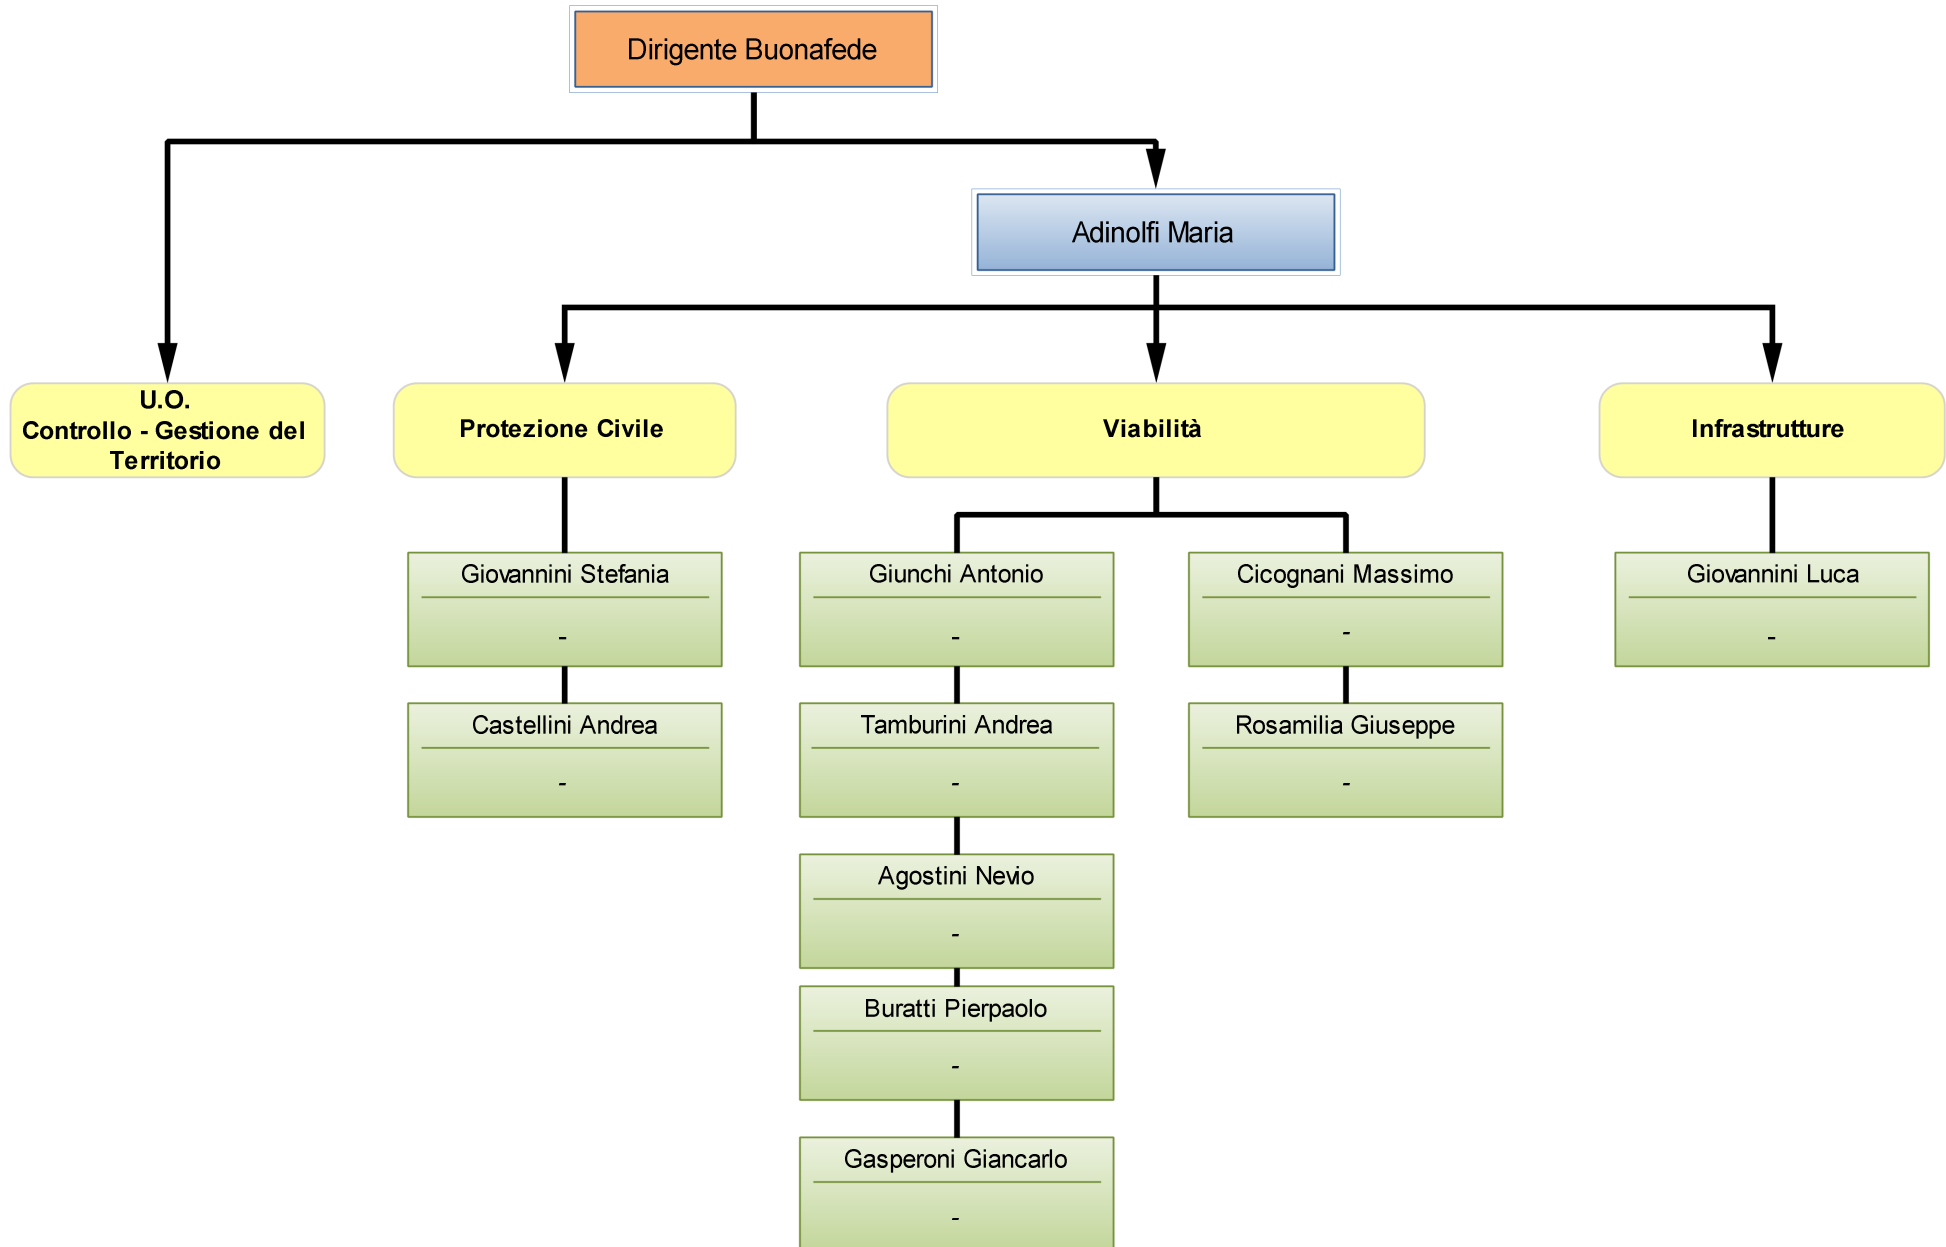 Dirigente Buonafede
Adinolfi Maria
U.O.
Controllo - Gestione del
Territorio
Protezione Civile
Viabilità
Infrastrutture
Giovannini Stefania
-
Giunchi Antonio
-
Cicognani Massimo
-
Giovannini Luca
-
Castellini Andrea
-
Tamburini Andrea
-
Rosamilia Giuseppe
-
Agostini Nevio
-
Buratti Pierpaolo
-
Gasperoni Giancarlo
-